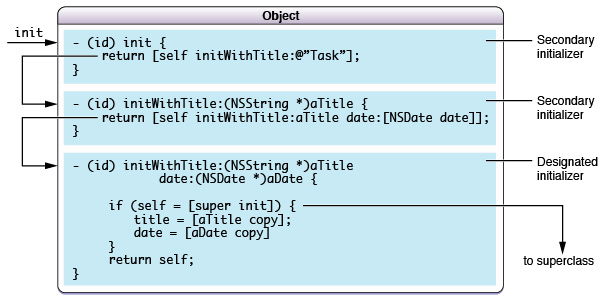 Object
init
- (id) init {
return [self initWithTitle:@”Task”];
}
Secondary
initializer
- (id) initWithTitle:(NSString *)aTitle {
return [self initWithTitle:aTitle date:[NSDate date]];
}
Secondary
initializer
- (id) initWithTitle:(NSString *)aTitle
date:(NSDate *)aDate {
if (self = [super init]) {
title = [aTitle copy];
date = [aDate copy]
}
return self;
}
Designated
initializer
to superclass